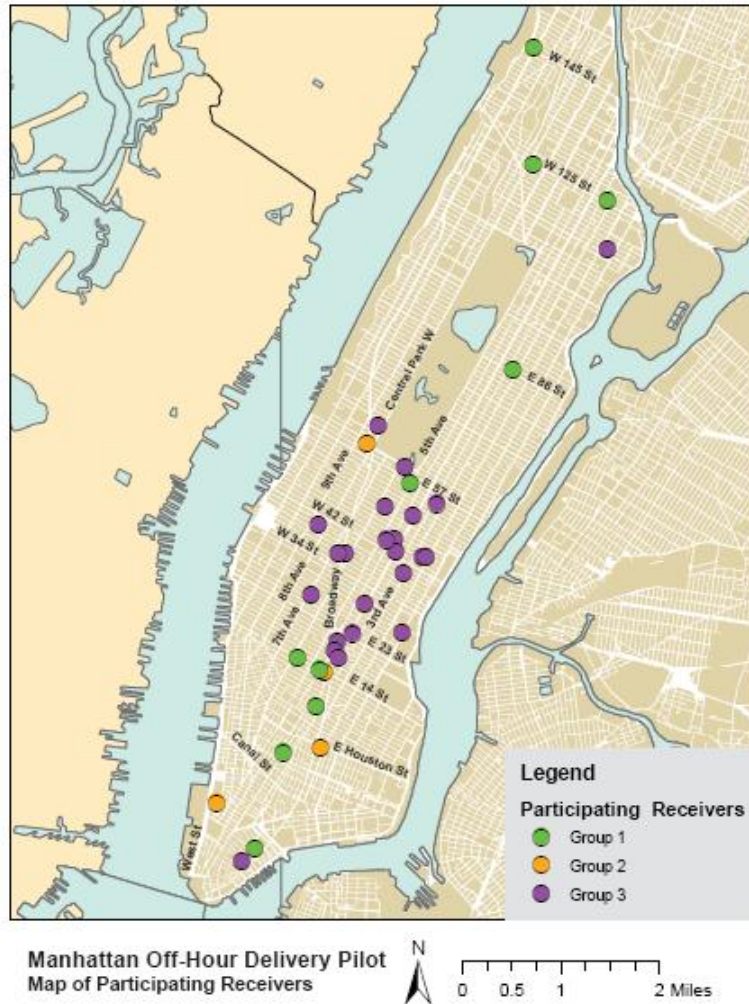 W 145 St
W 125 St
E 86 St
Central Park W
5th Ave
9th Ave
E 57 St
W 42 St
W 34 St
8th Ave
Broadway
3rd Ave
7th Ave
E 23 St
E 14 St
Canal St
E Houston St
West St
Legend
Participating Receivers
Group 1
Group 2
Group 3
Manhattan Off-Hour Delivery Pilot
Map of Participating Receivers
N
0 0.5 1 2 Miles